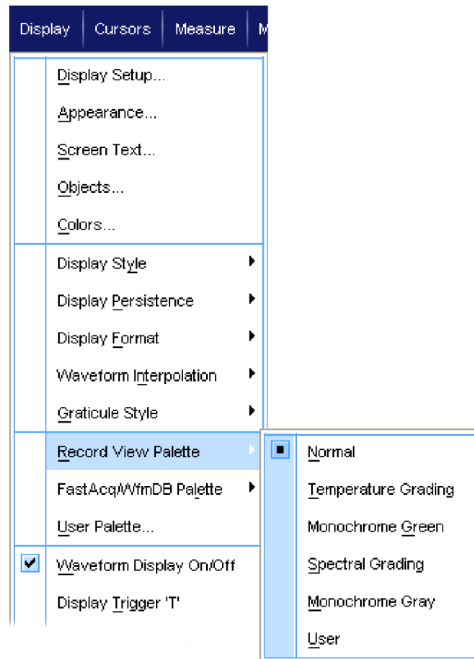 Display Cursors Measure M
Display Setup...
Appearance...
Screen Text...
Objects...
Colors...
Display Style
Display Persistence
Display Format
Waveform Interpolation
Graticule Style
Record View Palette
Normal
FastAcq/WfmDB Palette
Temperature Grading
User Palette...
Monochrome Green
Waveform Display On/Off
Spectral Grading
Display Trigger 'T'
Monochrome Gray
User